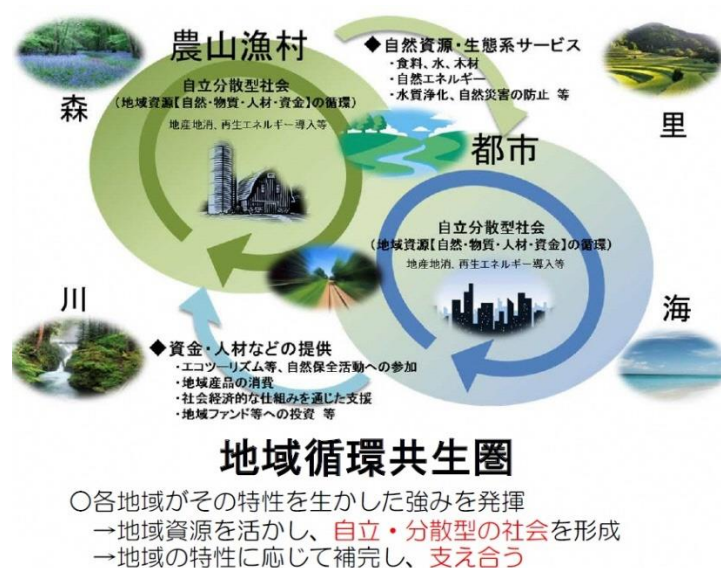 農山漁村
森
自立分散型社会
(地域資源【自然・物質・人材・資金】の循環)
地産地消、再生エネルギー導入等
◆自然資源・生態系サービス
・食料、水、木材
・自然エネルギー
・水質浄化、自然災害の防止 等
里
都市
自立分散型社会
(地域資源【自然・物質・人材・資金】の循環)
地産地消、再生エネルギー導入等
川
海
◆資金・人材などの提供
・エコツーリズム等、自然保全活動への参加
・地域産品の消費
・社会経済的な仕組みを通じた支援
・地域ファンド等への投資 等
地域循環共生圏
○各地域がその特性を生かした強みを発揮
→地域資源を活かし、自立・分散型の社会を形成
→地域の特性に応じて補完し、支え合う